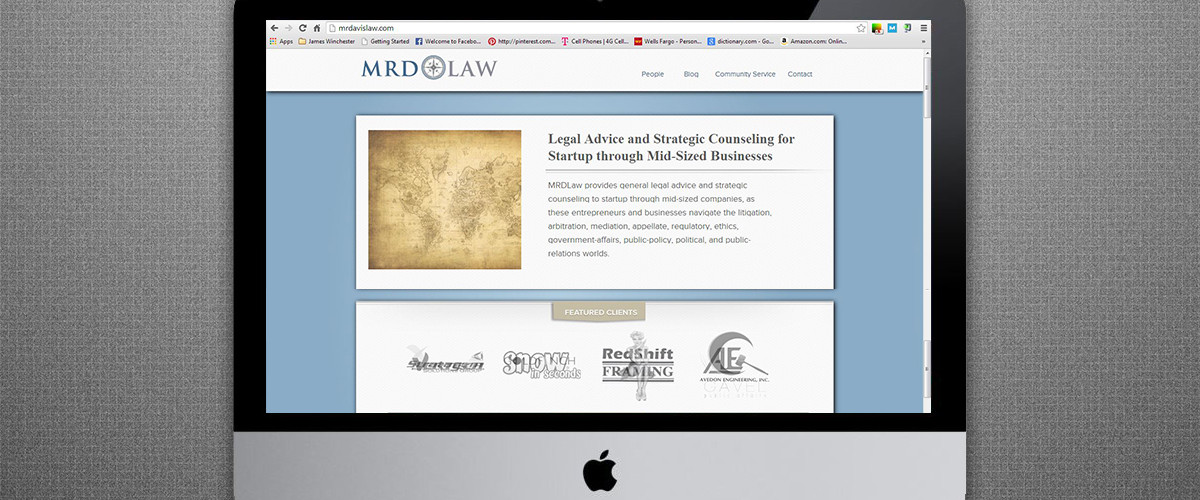 mrdavislaw.com
Apps James Winchester Getting Started Welcome to Facebo... http://pinterest.com... Cell Phones | 4G Cell... Wells Fargo - Person... dictionary.com - Go... Amazon.com: Onlin... »
MRD LAW
People Blog Community Service Contact
Legal Advice and Strategic Counseling for
Startup through Mid-Sized Businesses
MRDLaw provides general legal advice and strategic
counseling to startup through mid-sized companies, as
these entrepreneurs and businesses navigate the litigation,
arbitration, mediation, appellate, regulatory, ethics,
government-affairs, public-policy, political, and public-
relations worlds.
FEATURED CLIENTS
Snow
in Seconds
RedShift
FRAMING
AE
AVEDON ENGINEERING, INC.
GAVEL
public affairs